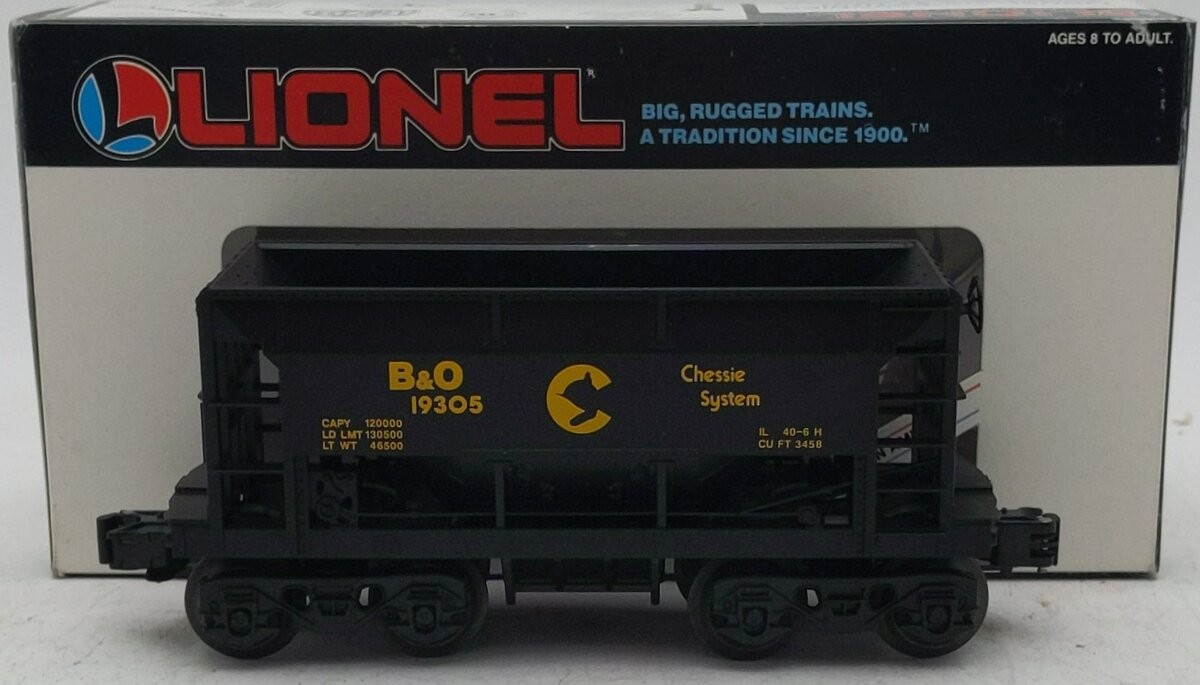 AGES 8 TO ADULT.
LIONEL
BIG, RUGGED TRAINS.
A TRADITION SINCE 1900.™
B&O
19305
Chessie
System
CAPY 120000
LD LMT 130500
LT WT 46500
IL 40-6 H
CU FT 3458